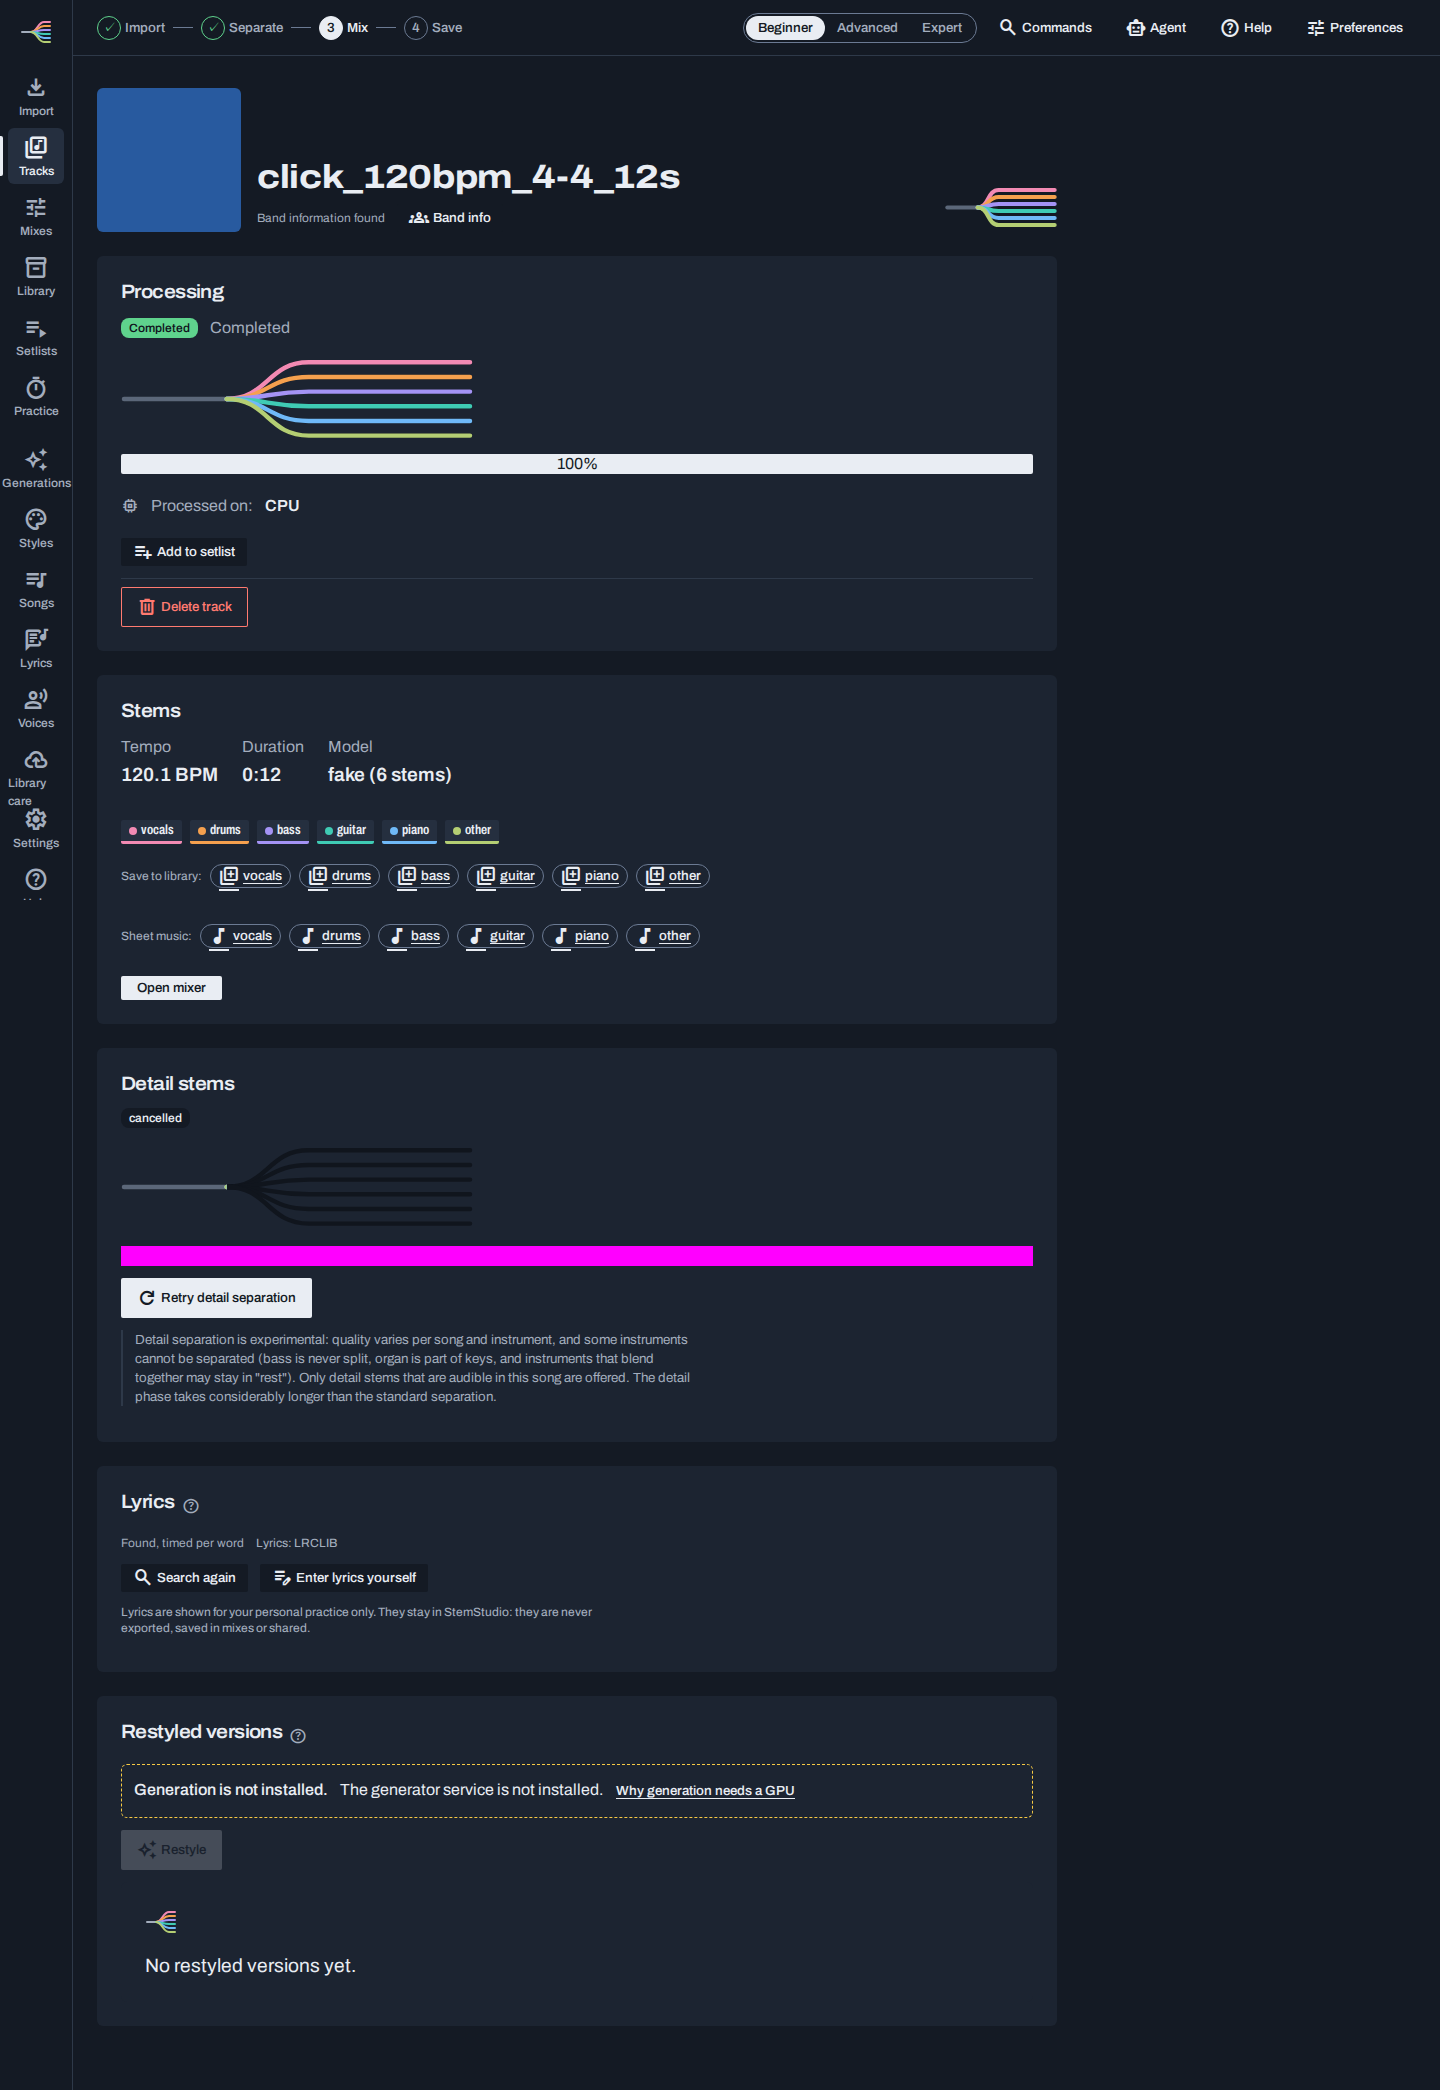 Import
Separate
3 Mix
4 Save
Beginner
Advanced
Expert
Commands
Agent
Help
Preferences
Import
Tracks
Mixes
Library
Setlists
Practice
Generations
Styles
Songs
Lyrics
Voices
Library
care
Settings
click_120bpm_4-4_12s
Band information found
Band info
Processing
Completed Completed
100%
Processed on: CPU
Add to setlist
Delete track
Stems
Tempo Duration Model
120.1 BPM 0:12 fake (6 stems)
vocals drums bass guitar piano other
Save to library: vocals drums bass guitar piano other
Sheet music: vocals drums bass guitar piano other
Open mixer
Detail stems
cancelled
Retry detail separation
Detail separation is experimental: quality varies per song and instrument, and some instruments
cannot be separated (bass is never split, organ is part of keys, and instruments that blend
together may stay in "rest"). Only detail stems that are audible in this song are offered. The detail
phase takes considerably longer than the standard separation.
Lyrics
Found, timed per word Lyrics: LRCLIB
Search again Enter lyrics yourself
Lyrics are shown for your personal practice only. They stay in StemStudio: they are never
exported, saved in mixes or shared.
Restyled versions
Generation is not installed. The generator service is not installed. Why generation needs a GPU
Restyle
No restyled versions yet.